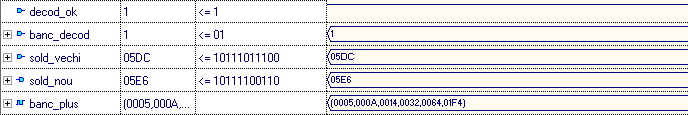 decod_ok 1 <= 1
banc_decod 1 <= 01 1
sold_vechi 05DC <= 10111011100 05DC
sold_nou 05E6 <= 10111100110 05E6
banc_plus (0005,000A,... (0005,000A,0014,0032,0064,01F4)